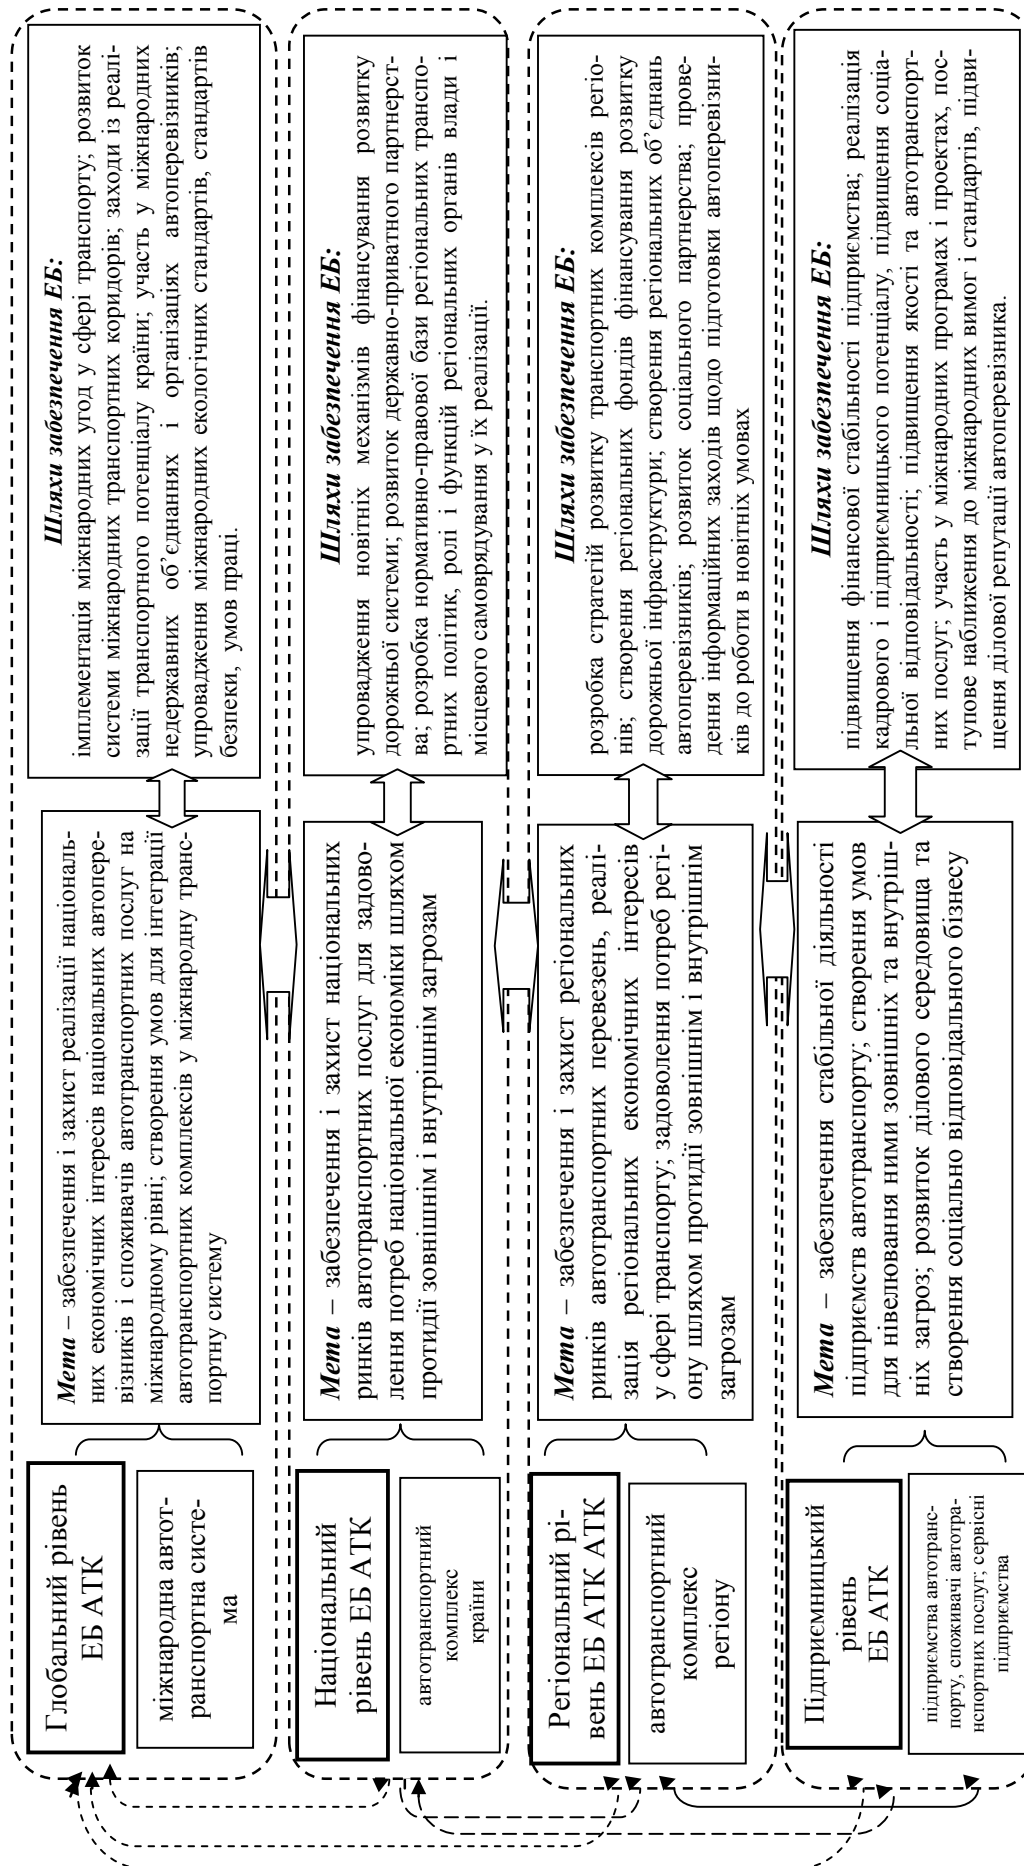 Глобальний рівень
ЕБ АТК
міжнародна автот-
ранспортна систе-
ма
Мета – забезпечення і захист реалізації національ-
них економічних інтересів національних автопере-
візників і споживачів автотранспортних послуг на
міжнародному рівні; створення умов для інтеграції
автотранспортних комплексів у міжнародну транс-
портну систему
Шляхи забезпечення ЕБ:
імплементація міжнародних угод у сфері транспорту; розвиток
системи міжнародних транспортних коридорів; заходи із реалі-
зації транспортного потенціалу країни; участь у міжнародних
недержавних об’єднаннях і організаціях автоперевізників;
упровадження міжнародних екологічних стандартів, стандартів
безпеки, умов праці.
Національний
рівень ЕБ АТК
автотранспортний
комплекс
країни
Мета – забезпечення і захист національних
ринків автотранспортних послуг для задово-
лення потреб національної економіки шляхом
протидії зовнішнім і внутрішнім загрозам
Шляхи забезпечення ЕБ:
упровадження новітніх механізмів фінансування розвитку
дорожньої системи; розвиток державно-приватного партнерст-
ва; розробка нормативно-правової бази регіональних транспо-
ртних політик, ролі і функцій регіональних органів влади і
місцевого самоврядування у їх реалізації.
Регіональний рі-
вень ЕБ АТК АТК
автотранспортний
комплекс
регіону
Мета – забезпечення і захист регіональних
ринків автотранспортних перевезень, реалі-
зація регіональних економічних інтересів
у сфері транспорту; задоволення потреб регі-
ону шляхом протидії зовнішнім і внутрішнім
загрозам
Шляхи забезпечення ЕБ:
розробка стратегій розвитку транспортних комплексів регіо-
нів; створення регіональних фондів фінансування розвитку
дорожньої інфраструктури; створення регіональних об’єднань
автоперевізників; розвиток соціального партнерства; прове-
дення інформаційних заходів щодо підготовки автоперевізни-
ків до роботи в новітніх умовах
Підприємницький
рівень
ЕБ АТК
підприємства автотранс-
порту, споживачі автотра-
нспортних послуг; сервісні
підприємства
Мета – забезпечення стабільної діяльності
підприємств автотранспорту; створення умов
для нівелювання ними зовнішніх та внутріш-
ніх загроз; розвиток ділового середовища та
створення соціально відповідального бізнесу
Шляхи забезпечення ЕБ:
підвищення фінансової стабільності підприємства; реалізація
кадрового і підприємницького потенціалу, підвищення соціа-
льної відповідальності; підвищення якості та автотранспорт-
них послуг; участь у міжнародних програмах і проектах, пос-
тупове наближення до міжнародних вимог і стандартів, підви-
щення ділової репутації автоперевізника.